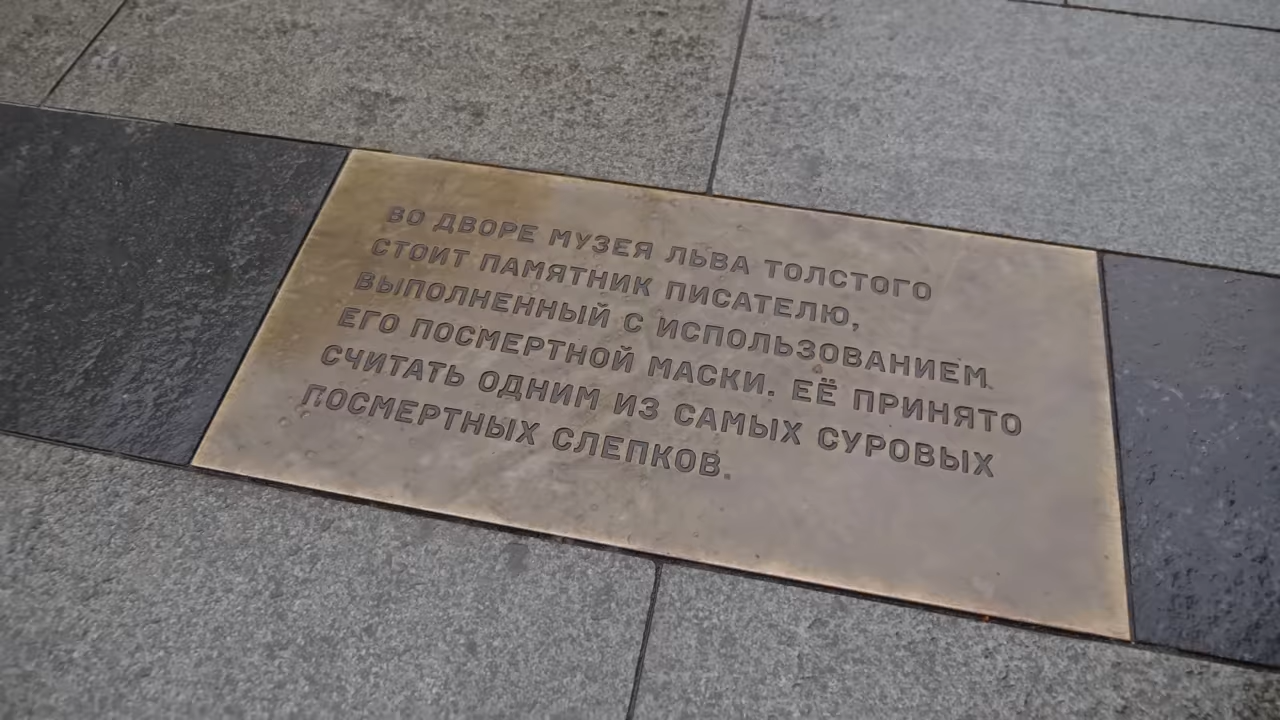 ВО ДВОРЕ МУЗЕЯ ЛЬВА ТОЛСТОГО
СТОИТ ПАМЯТНИК ПИСАТЕЛЮ,
ВЫПОЛНЕННЫЙ С ИСПОЛЬЗОВАНИЕМ
ЕГО ПОСМЕРТНОЙ МАСКИ. ЕЁ ПРИНЯТО
СЧИТАТЬ ОДНИМ ИЗ САМЫХ СУРОВЫХ
ПОСМЕРТНЫХ СЛЕПКОВ.